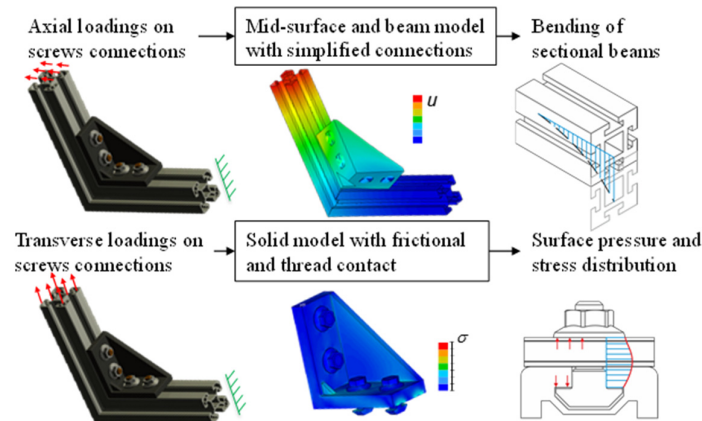 Axial loadings on
screws connections
Mid-surface and beam model
with simplified connections
Bending of
sectional beams
u
Transverse loadings on
screws connections
Solid model with frictional
and thread contact
Surface pressure and
stress distribution
σ